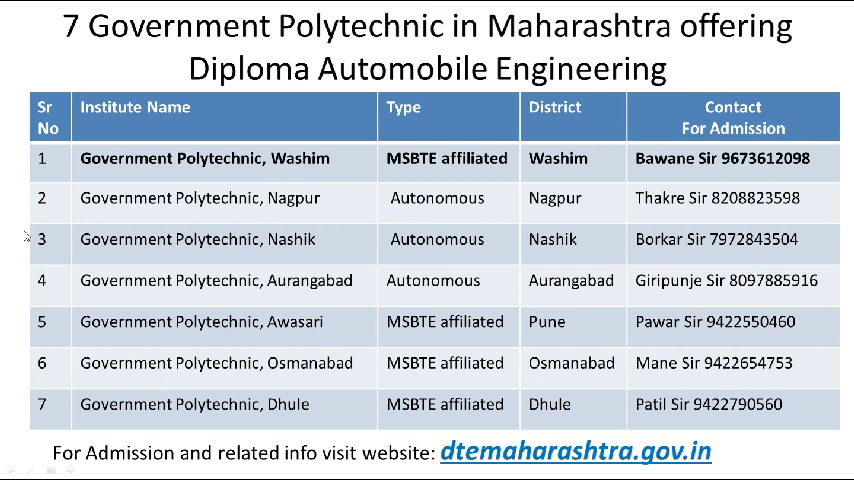 7 Government Polytechnic in Maharashtra offering
Diploma Automobile Engineering
Sr No Institute Name Type District Contact For Admission
1 Government Polytechnic, Washim MSBTE affiliated Washim Bawane Sir 9673612098
2 Government Polytechnic, Nagpur Autonomous Nagpur Thakre Sir 8208823598
3 Government Polytechnic, Nashik Autonomous Nashik Borkar Sir 7972843504
4 Government Polytechnic, Aurangabad Autonomous Aurangabad Giripunje Sir 8097885916
5 Government Polytechnic, Awasari MSBTE affiliated Pune Pawar Sir 9422550460
6 Government Polytechnic, Osmanabad MSBTE affiliated Osmanabad Mane Sir 9422654753
7 Government Polytechnic, Dhule MSBTE affiliated Dhule Patil Sir 9422790560
For Admission and related info visit website: dtemaharashtra.gov.in